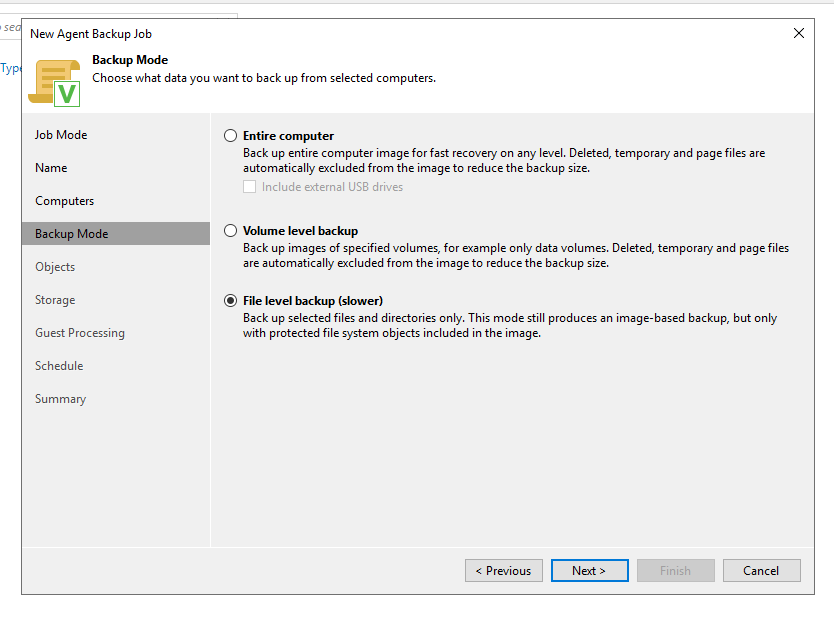 New Agent Backup Job
Backup Mode
Choose what data you want to back up from selected computers.
Type
V
Job Mode
Name
Computers
Backup Mode
Objects
Storage
Guest Processing
Schedule
Summary
Entire computer
Back up entire computer image for fast recovery on any level. Deleted, temporary and page files are
automatically excluded from the image to reduce the backup size.
Include external USB drives
Volume level backup
Back up images of specified volumes, for example only data volumes. Deleted, temporary and page files
are automatically excluded from the image to reduce the backup size.
File level backup (slower)
Back up selected files and directories only. This mode still produces an image-based backup, but only
with protected file system objects included in the image.
< Previous
Next >
Finish
Cancel